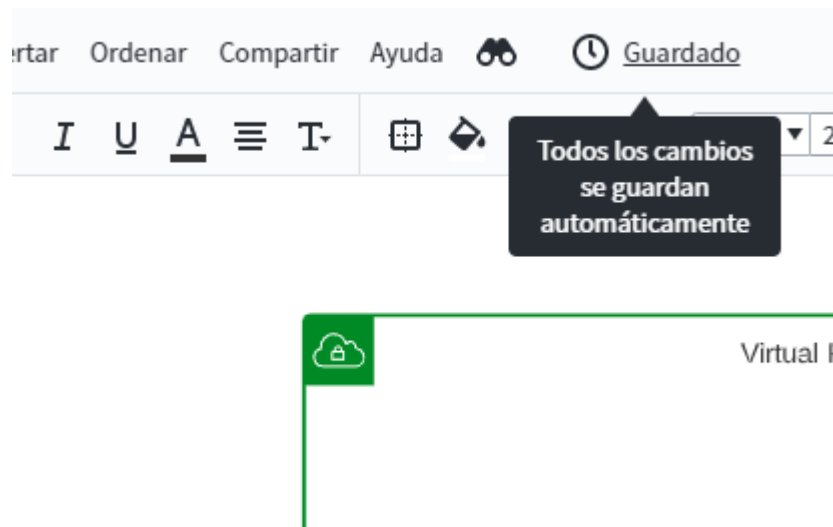 Ordenar Compartir Ayuda Guardado
Todos los cambios
se guardan
automáticamente
Virtual